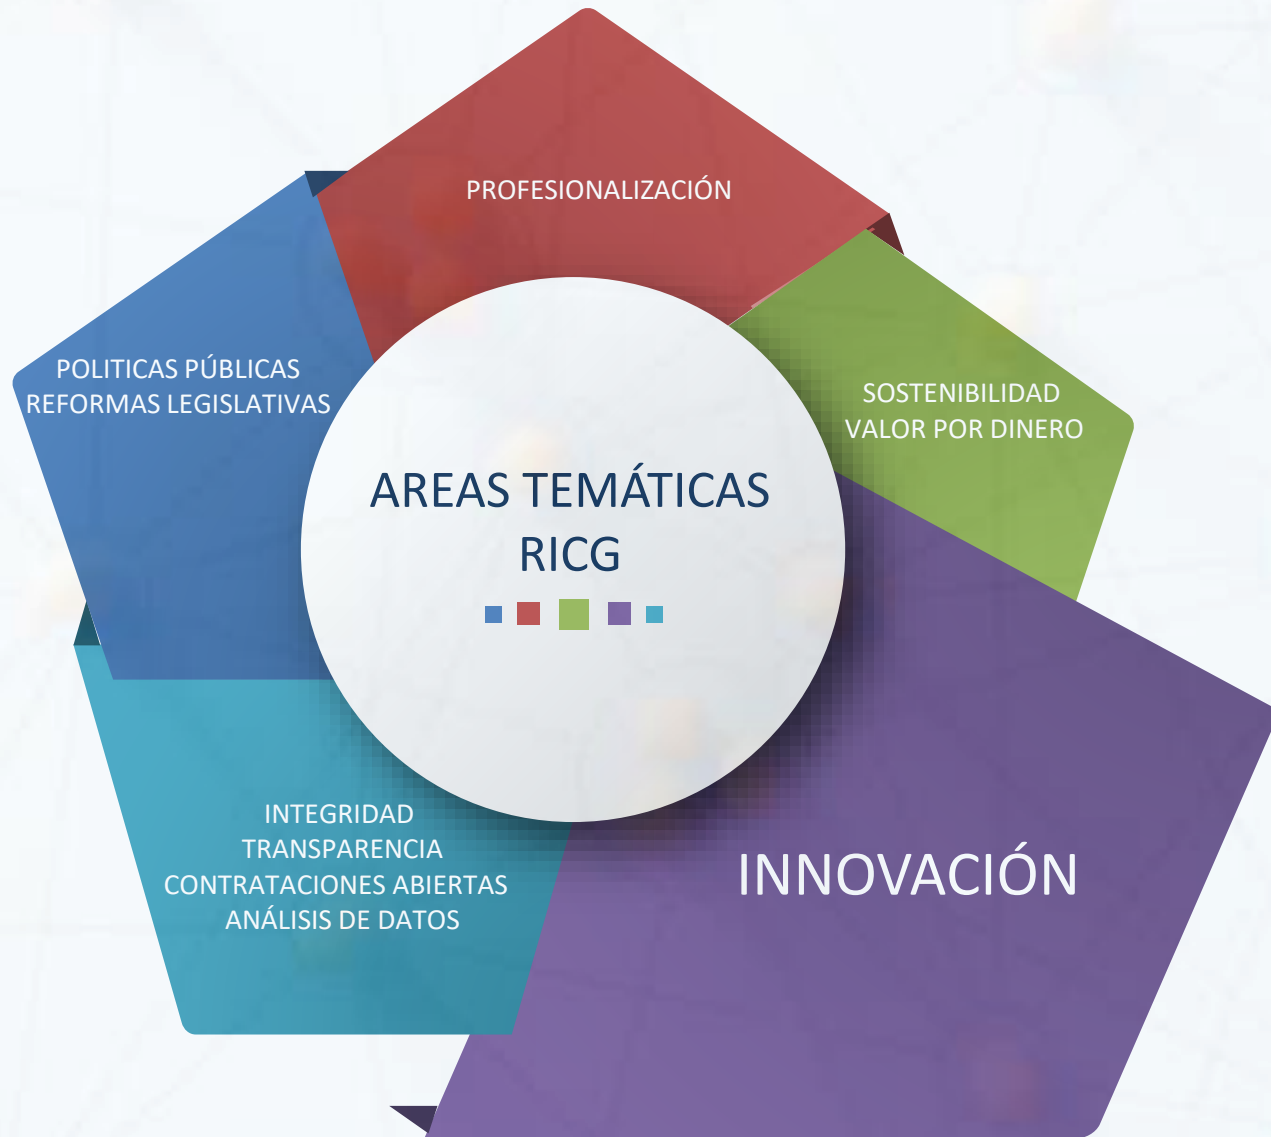 PROFESIONALIZACIÓN
POLITICAS PÚBLICAS
REFORMAS LEGISLATIVAS
SOSTENIBILIDAD
VALOR POR DINERO
AREAS TEMÁTICAS
RICG
INTEGRIDAD
TRANSPARENCIA
CONTRATACIONES ABIERTAS
ANÁLISIS DE DATOS
INNOVACIÓN